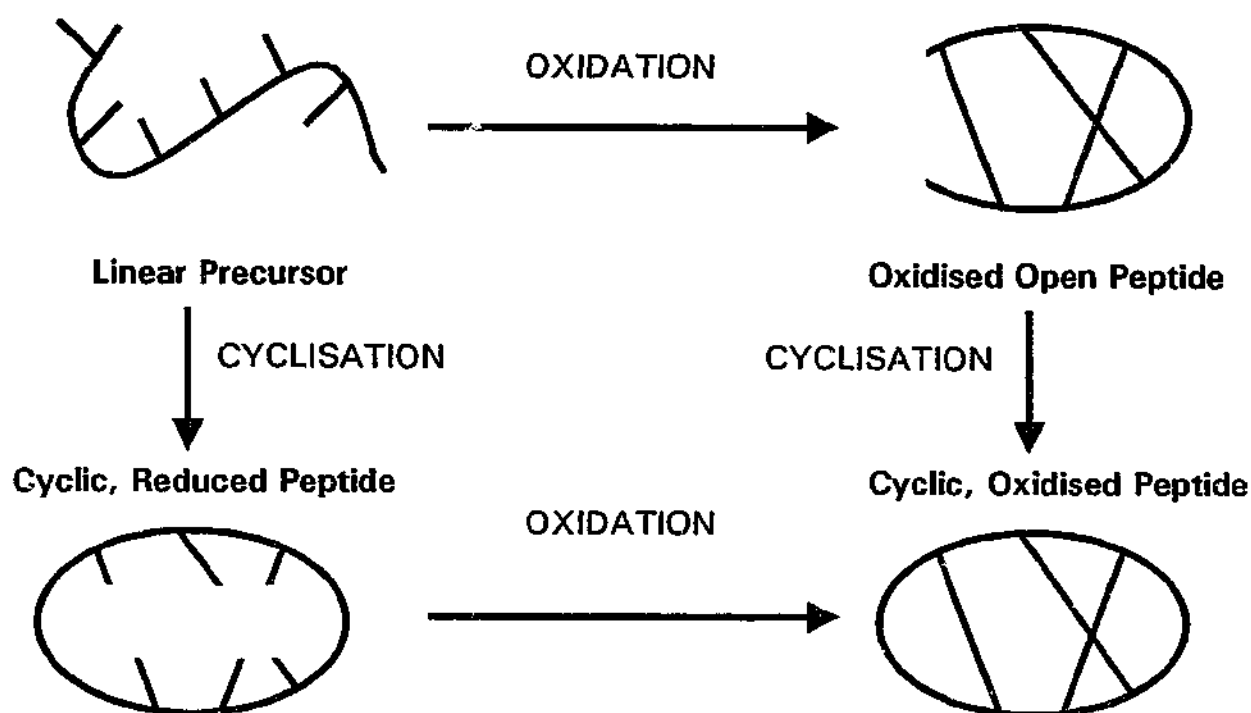 OXIDATION
Linear Precursor
Oxidised Open Peptide
CYCLISATION
CYCLISATION
Cyclic, Reduced Peptide
Cyclic, Oxidised Peptide
OXIDATION